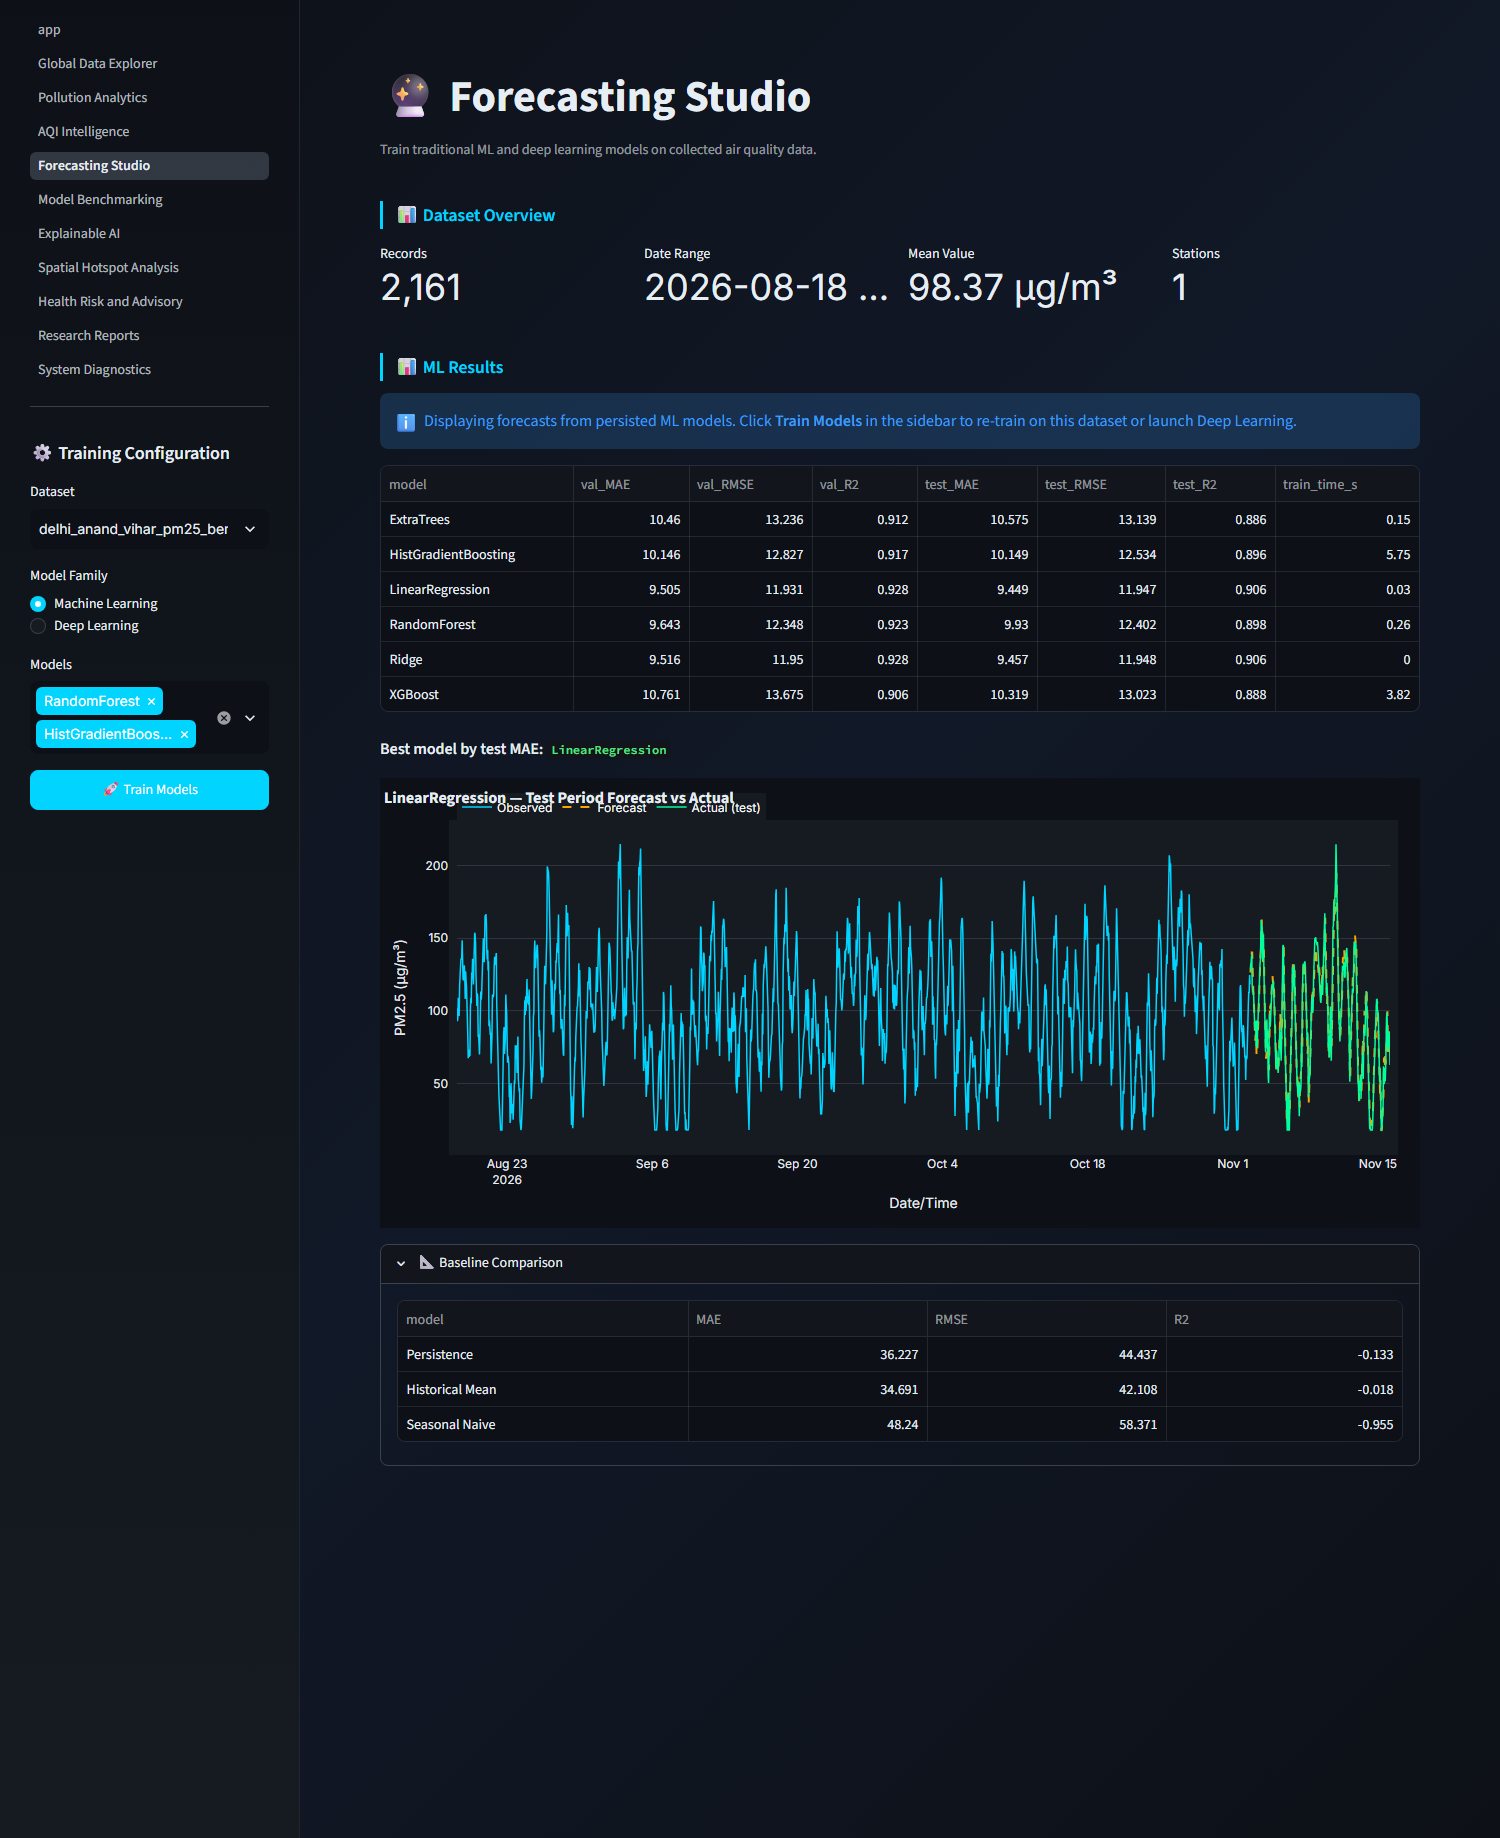 app
Global Data Explorer
Pollution Analytics
AQI Intelligence
Forecasting Studio
Model Benchmarking
Explainable AI
Spatial Hotspot Analysis
Health Risk and Advisory
Research Reports
System Diagnostics
Training Configuration
Dataset
delhi_anand_vihar_pm25_ber
Model Family
Machine Learning
Deep Learning
Models
RandomForest
HistGradientBoos...
Train Models
Forecasting Studio
Train traditional ML and deep learning models on collected air quality data.
Dataset Overview
Records Date Range Mean Value Stations
2,161 2026-08-18 ... 98.37 µg/m³ 1
ML Results
Displaying forecasts from persisted ML models. Click Train Models in the sidebar to re-train on this dataset or launch Deep Learning.
model val_MAE val_RMSE val_R2 test_MAE test_RMSE test_R2 train_time_s
ExtraTrees 10.46 13.236 0.912 10.575 13.139 0.886 0.15
HistGradientBoosting 10.146 12.827 0.917 10.149 12.534 0.896 5.75
LinearRegression 9.505 11.931 0.928 9.449 11.947 0.906 0.03
RandomForest 9.643 12.348 0.923 9.93 12.402 0.898 0.26
Ridge 9.516 11.95 0.928 9.457 11.948 0.906 0
XGBoost 10.761 13.675 0.906 10.319 13.023 0.888 3.82
Best model by test MAE: LinearRegression
LinearRegression — Test Period Forecast vs Actual
Observed Forecast Actual (test)
PM2.5 (µg/m³)
200
150
100
50
Aug 23 Sep 6 Sep 20 Oct 4 Oct 18 Nov 1 Nov 15
2026
Date/Time
Baseline Comparison
model MAE RMSE R2
Persistence 36.227 44.437 -0.133
Historical Mean 34.691 42.108 -0.018
Seasonal Naive 48.24 58.371 -0.955